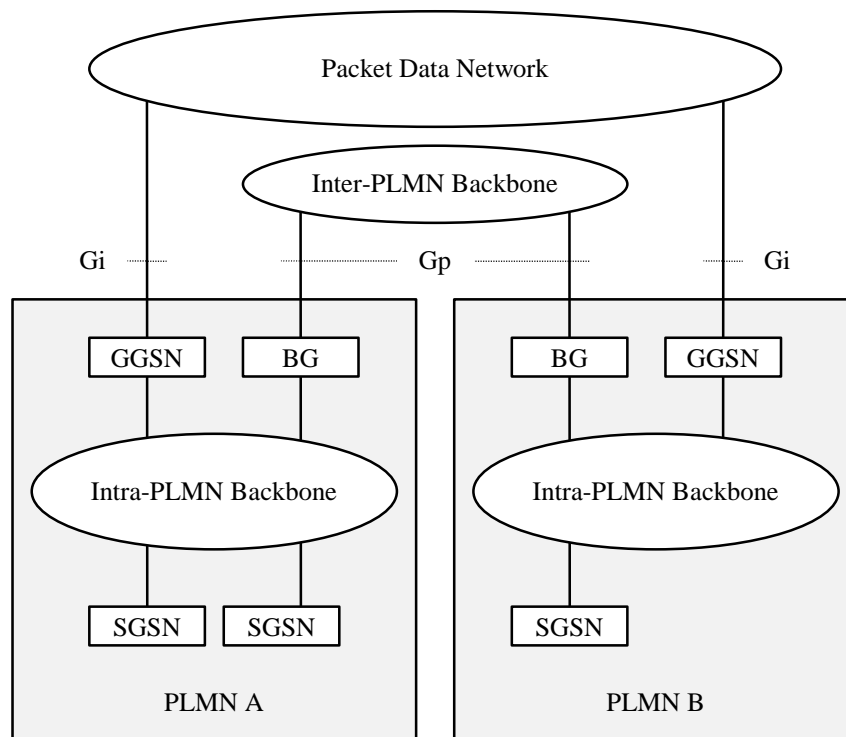 Packet Data Network
Inter-PLMN Backbone
Gi
Gp
Gi
GGSN
BG
BG
GGSN
Intra-PLMN Backbone
Intra-PLMN Backbone
SGSN
SGSN
SGSN
PLMN A
PLMN B